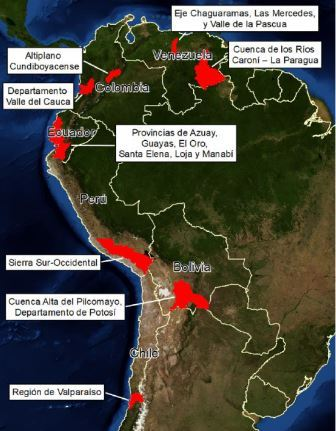 Eje Chaguaramas, Las Mercedes,
y Valle de la Pascua
Altiplano
Cundiboyacense
Venezuela
Cuenca de los Ríos
Caroní – La Paragua
Departamento
Valle del Cauca
Colombia
Ecuador
Provincias de Azuay,
Guayas, El Oro,
Santa Elena, Loja y Manabí
Perú
Sierra Sur-Occidental
Bolivia
Cuenca Alta del Pilcomayo,
Departamento de Potosí
Chile
Región de Valparaíso